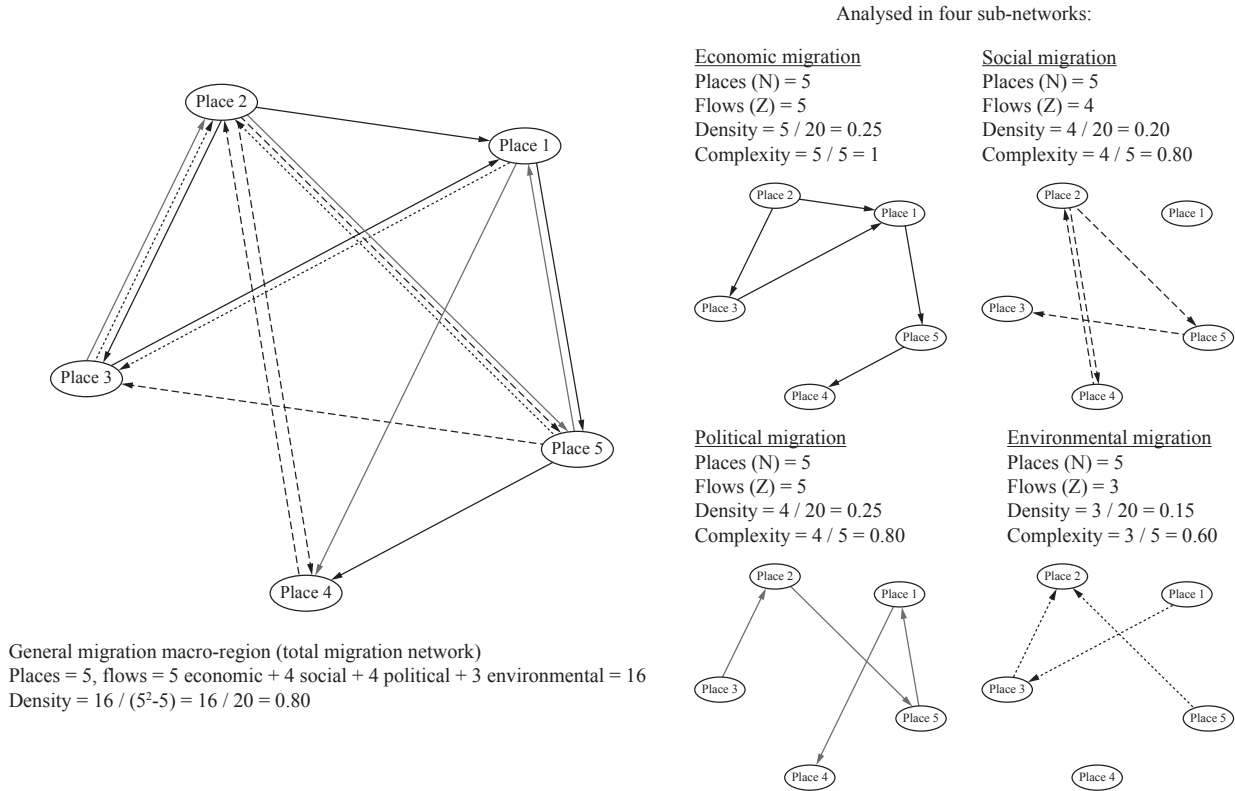 Analysed in four sub-networks:
Place 2
Place 1
Place 3
Place 5
Place 4
General migration macro-region (total migration network)
Places = 5, flows = 5 economic + 4 social + 4 political + 3 environmental = 16
Density = 16 / (5²-5) = 16 / 20 = 0.80
Economic migration
Places (N) = 5
Flows (Z) = 5
Density = 5 / 20 = 0.25
Complexity = 5 / 5 = 1
Place 2
Place 1
Place 3
Place 5
Place 4
Social migration
Places (N) = 5
Flows (Z) = 4
Density = 4 / 20 = 0.20
Complexity = 4 / 5 = 0.80
Place 2
Place 1
Place 3
Place 5
Place 4
Political migration
Places (N) = 5
Flows (Z) = 5
Density = 4 / 20 = 0.25
Complexity = 4 / 5 = 0.80
Place 2
Place 1
Place 3
Place 5
Place 4
Environmental migration
Places (N) = 5
Flows (Z) = 3
Density = 3 / 20 = 0.15
Complexity = 3 / 5 = 0.60
Place 2
Place 1
Place 3
Place 5
Place 4